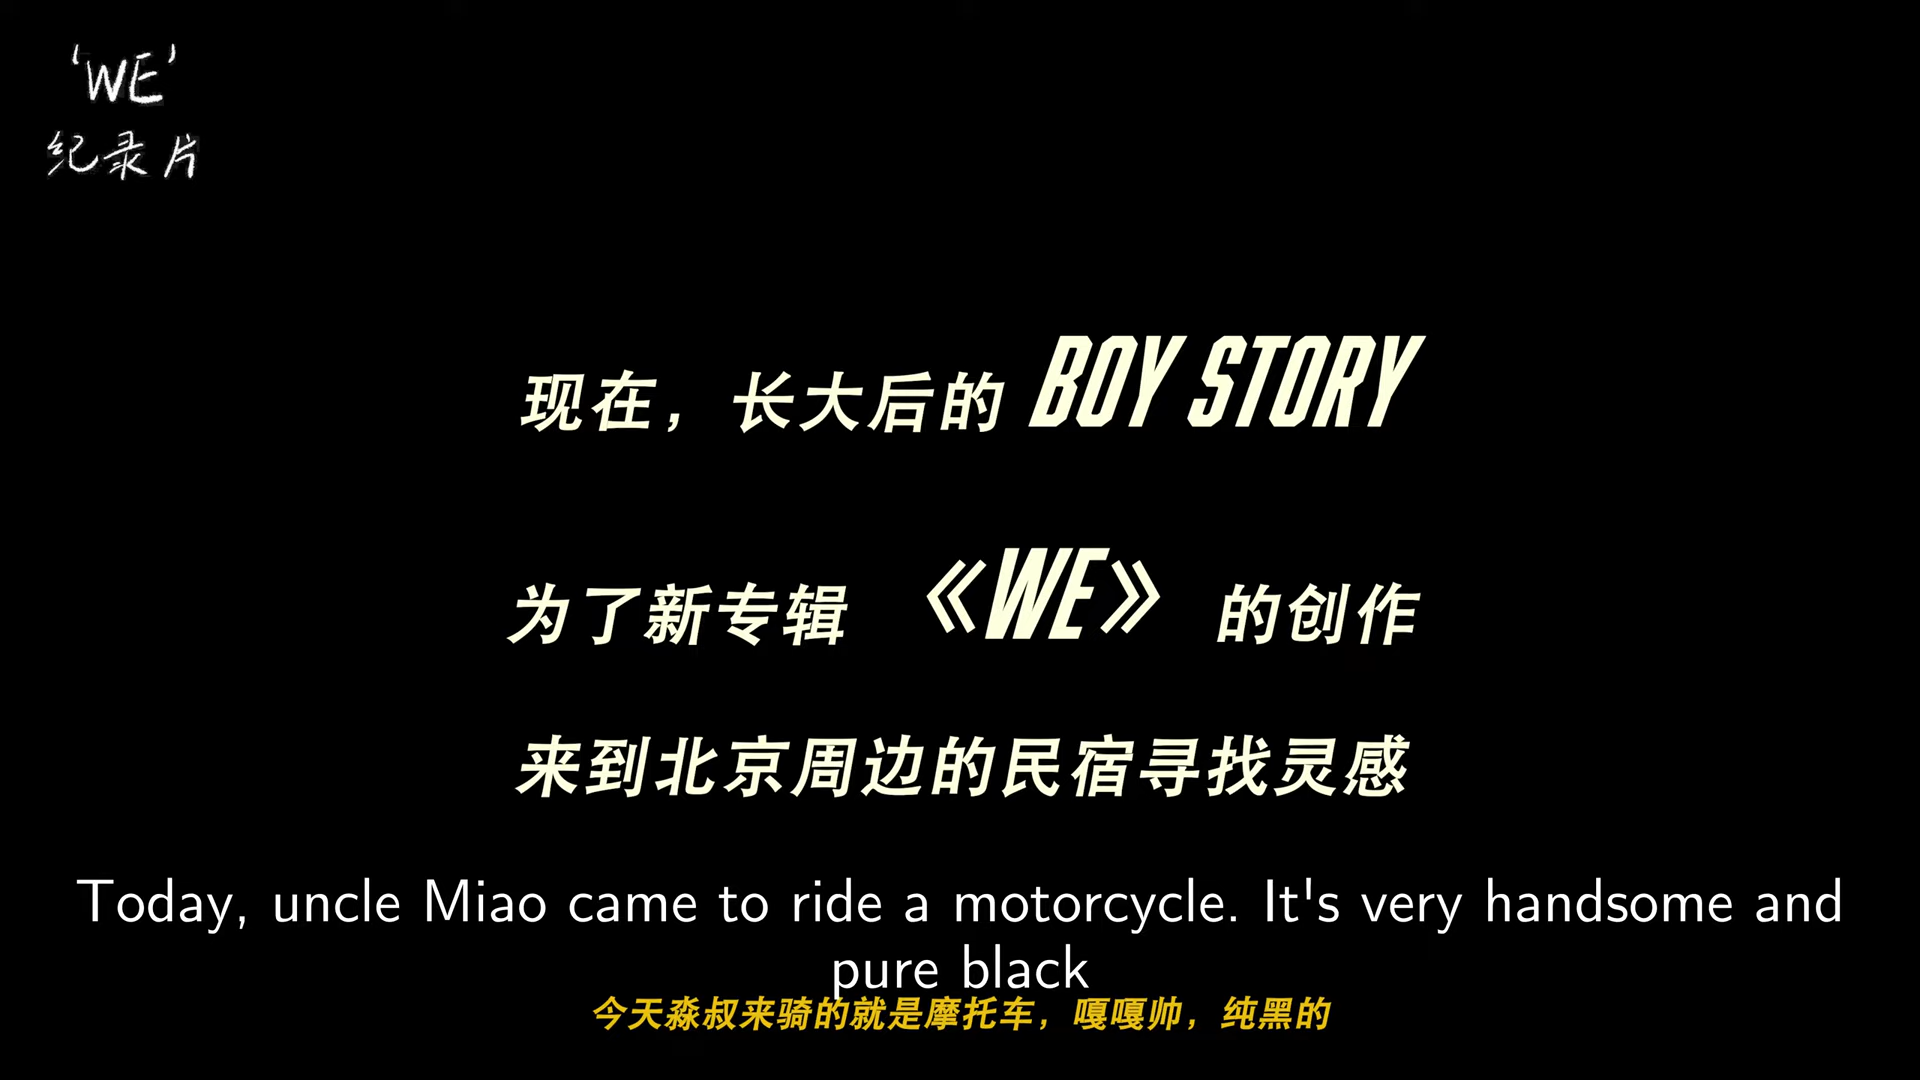 'WE'
纪录片
现在，长大后的 BOY STORY
为了新专辑 《WE》 的创作
来到北京周边的民宿寻找灵感
Today, uncle Miao came to ride a motorcycle. It's very handsome and
pure black
今天淼叔来骑的就是摩托车，嘎嘎帅，纯黑的